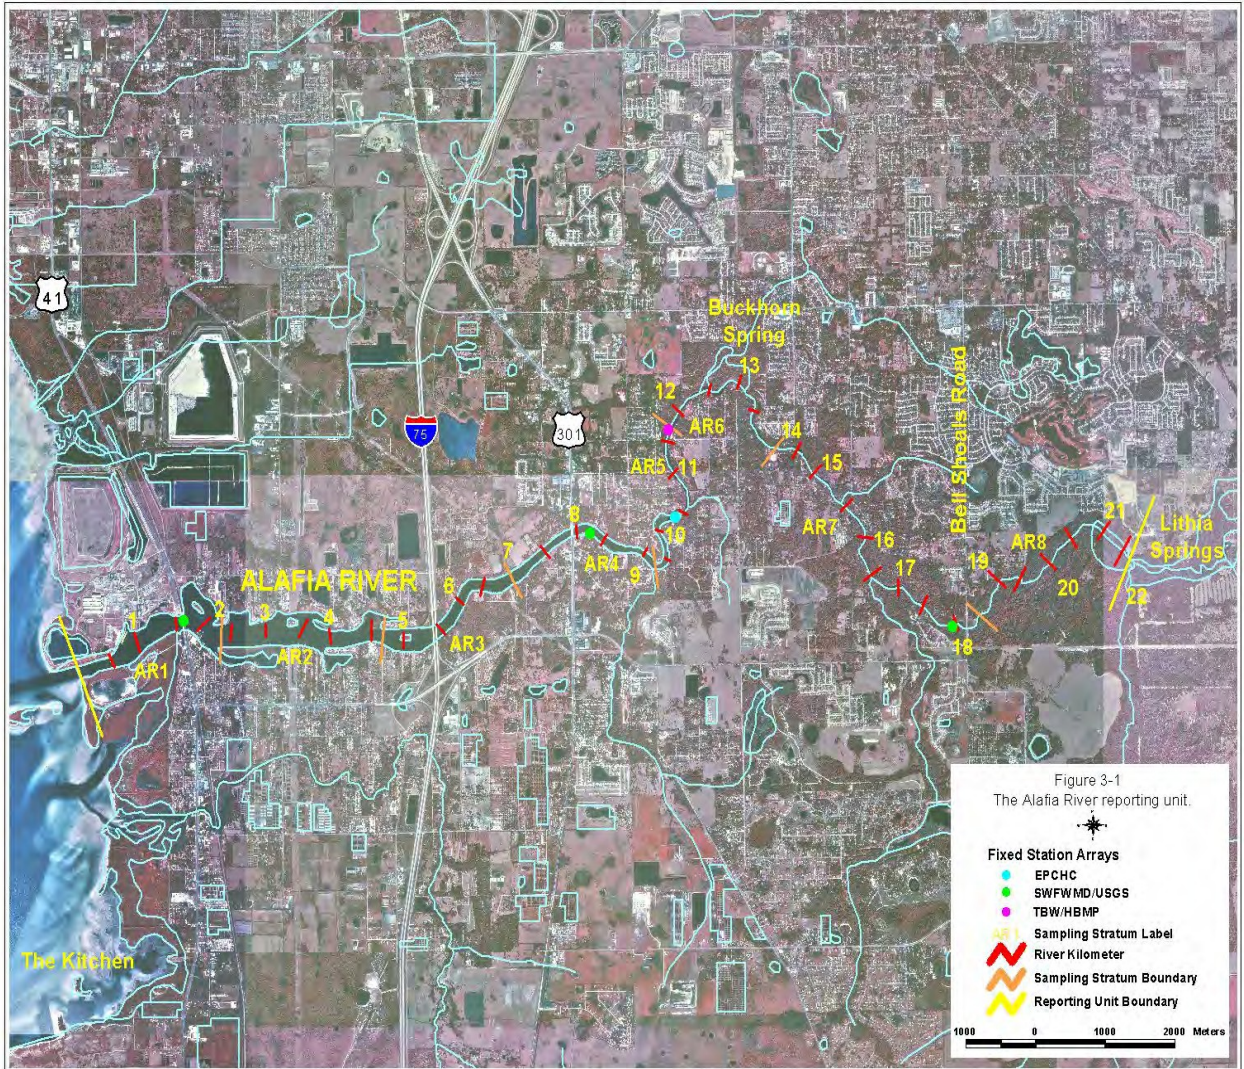 41
Buckhorn
Spring
13
12
AR6
Bell Shoals Road
301
75
14
AR5
11
15
AR7
21
Lithia
Springs
8
10
AR4
7
9
16
AR8
19
20
22
17
18
ALAFIA RIVER
6
1
2
3
4
5
AR3
AR1
AR2
The Kitchen
Figure 3-1
The Alafia River reporting unit.
Fixed Station Arrays
EPCHC
SWFWMD/USGS
TBW/HBMP
AR 1 Sampling Stratum Label
River Kilometer
Sampling Stratum Boundary
Reporting Unit Boundary
1000 0 1000 2000 Meters